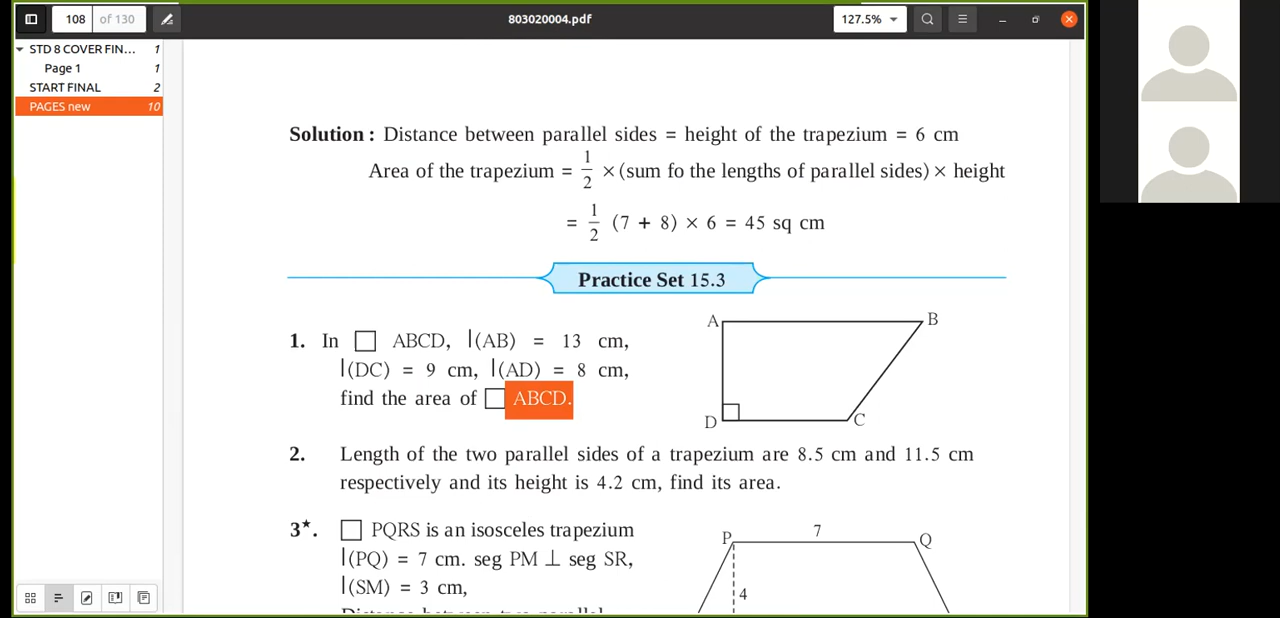 108 of 130
803020004.pdf
127.5%
STD 8 COVER FIN... 1
Page 1 1
START FINAL 2
PAGES new 10
Solution : Distance between parallel sides = height of the trapezium = 6 cm
Area of the trapezium = 1/2 × (sum fo the lengths of parallel sides) × height
= 1/2 (7 + 8) × 6 = 45 sq cm
Practice Set 15.3
1. In □ ABCD, l(AB) = 13 cm,
l(DC) = 9 cm, l(AD) = 8 cm,
find the area of □ ABCD.
A B
D C
2. Length of the two parallel sides of a trapezium are 8.5 cm and 11.5 cm
respectively and its height is 4.2 cm, find its area.
3★. □ PQRS is an isosceles trapezium
l(PQ) = 7 cm. seg PM ⊥ seg SR,
l(SM) = 3 cm,
Distance between two parallel
P 7 Q
4